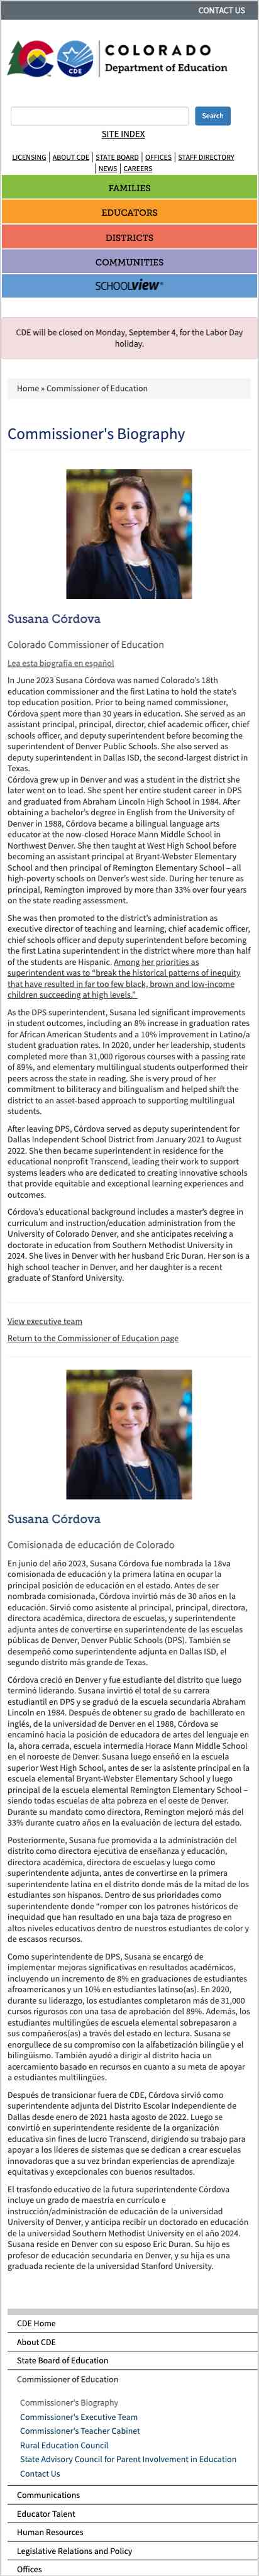 CONTACT US
COLORADO
CDE
Department of Education
Search
SITE INDEX
LICENSING | ABOUT CDE | STATE BOARD | OFFICES | STAFF DIRECTORY
| NEWS | CAREERS
FAMILIES
EDUCATORS
DISTRICTS
COMMUNITIES
SCHOOLVIEW®
CDE will be closed on Monday, September 4, for the Labor Day
holiday.
Home » Commissioner of Education
Commissioner's Biography
Susana Córdova
Colorado Commissioner of Education
Lea esta biografía en español
In June 2023 Susana Córdova was named Colorado's 18th
education commissioner and the first Latina to hold the state's
top education position. Prior to being named commissioner,
Córdova spent more than 30 years in education. She served as an
assistant principal, principal, director, chief academic officer, chief
schools officer, and deputy superintendent before becoming the
superintendent of Denver Public Schools. She also served as
deputy superintendent in Dallas ISD, the second-largest district in
Texas.
Córdova grew up in Denver and was a student in the district she
later went on to lead. She spent her entire student career in DPS
and graduated from Abraham Lincoln High School in 1984. After
obtaining a bachelor's degree in English from the University of
Denver in 1988, Córdova became a bilingual language arts
educator at the now-closed Horace Mann Middle School in
Northwest Denver. She then taught at West High School before
becoming an assistant principal at Bryant-Webster Elementary
School and then principal of Remington Elementary School – all
high-poverty schools on Denver's west side. During her tenure as
principal, Remington improved by more than 33% over four years
on the state reading assessment.
She was then promoted to the district's administration as
executive director of teaching and learning, chief academic officer,
chief schools officer and deputy superintendent before becoming
the first Latina superintendent in the district where more than half
of the students are Hispanic. Among her priorities as
superintendent was to "break the historical patterns of inequity
that have resulted in far too few black, brown and low-income
children succeeding at high levels."
As the DPS superintendent, Susana led significant improvements
in student outcomes, including an 8% increase in graduation rates
for African American Students and a 10% improvement in Latino/a
student graduation rates. In 2020, under her leadership, students
completed more than 31,000 rigorous courses with a passing rate
of 89%, and elementary multilingual students outperformed their
peers across the state in reading. She is very proud of her
commitment to biliteracy and bilingualism and helped shift the
district to an asset-based approach to supporting multilingual
students.
After leaving DPS, Córdova served as deputy superintendent for
Dallas Independent School District from January 2021 to August
2022. She then became superintendent in residence for the
educational nonprofit Transcend, leading their work to support
systems leaders who are dedicated to creating innovative schools
that provide equitable and exceptional learning experiences and
outcomes.
Córdova's educational background includes a master's degree in
curriculum and instruction/education administration from the
University of Colorado Denver, and she anticipates receiving a
doctorate in education from Southern Methodist University in
2024. She lives in Denver with her husband Eric Duran. Her son is a
high school teacher in Denver, and her daughter is a recent
graduate of Stanford University.
View executive team
Return to the Commissioner of Education page
Susana Córdova
Comisionada de educación de Colorado
En junio del año 2023, Susana Córdova fue nombrada la 18va
comisionada de educación y la primera latina en ocupar la
principal posición de educación en el estado. Antes de ser
nombrada comisionada, Córdova invirtió más de 30 años en la
educación. Sirvió como asistente al principal, principal, directora,
directora académica, directora de escuelas, y superintendente
adjunta antes de convertirse en superintendente de las escuelas
públicas de Denver, Denver Public Schools (DPS). También se
desempeñó como superintendente adjunta en Dallas ISD, el
segundo distrito más grande de Texas.
Córdova creció en Denver y fue estudiante del distrito que luego
terminó liderando. Susana invirtió el total de su carrera
estudiantil en DPS y se graduó de la escuela secundaria Abraham
Lincoln en 1984. Después de obtener su grado de  bachillerato en
inglés, de la universidad de Denver en el 1988, Córdova se
encaminó hacia la posición de educadora de artes del lenguaje en
la, ahora cerrada, escuela intermedia Horace Mann Middle School
en el noroeste de Denver. Susana luego enseñó en la escuela
superior West High School, antes de ser la asistente principal en la
escuela elemental Bryant-Webster Elementary School y luego
principal de la escuela elemental Remington Elementary School –
siendo todas escuelas de alta pobreza en el oeste de Denver.
Durante su mandato como directora, Remington mejoró más del
33% durante cuatro años en la evaluación de lectura del estado.
Posteriormente, Susana fue promovida a la administración del
distrito como directora ejecutiva de enseñanza y educación,
directora académica, directora de escuelas y luego como
superintendente adjunta, antes de convertirse en la primera
superintendente latina en el distrito donde más de la mitad de los
estudiantes son hispanos. Dentro de sus prioridades como
superintendente donde "romper con los patrones históricos de
inequidad que han resultado en una baja taza de progreso en
altos niveles educativos dentro de nuestros estudiantes de color y
de escasos recursos.
Como superintendente de DPS, Susana se encargó de
implementar mejoras significativas en resultados académicos,
incluyendo un incremento de 8% en graduaciones de estudiantes
afroamericanos y un 10% en estudiantes latinos(as). En 2020,
durante su liderazgo, los estudiantes completaron más de 31,000
cursos rigurosos con una tasa de aprobación del 89%. Además, los
estudiantes multilingües de escuela elemental sobrepasaron a
sus compañeros(as) a través del estado en lectura. Susana se
enorgullece de su compromiso con la alfabetización bilingüe y el
bilingüismo. También ayudó a dirigir al distrito hacia un
acercamiento basado en recursos en cuanto a su meta de apoyar
a estudiantes multilingües.
Después de transicionar fuera de CDE, Córdova sirvió como
superintendente adjunta del Distrito Escolar Independiente de
Dallas desde enero de 2021 hasta agosto de 2022. Luego se
convirtió en superintendente residente de la organización
educativa sin fines de lucro Transcend, dirigiendo su trabajo para
apoyar a los líderes de sistemas que se dedican a crear escuelas
innovadoras que a su vez brindan experiencias de aprendizaje
equitativas y excepcionales con buenos resultados.
El trasfondo educativo de la futura superintendente Córdova
incluye un grado de maestría en currículo e
instrucción/administración de educación de la universidad
University of Denver, y anticipa recibir un doctorado en educación
de la universidad Southern Methodist University en el año 2024.
Susana reside en Denver con su esposo Eric Duran. Su hijo es
profesor de educación secundaria en Denver, y su hija es una
graduada reciente de la universidad Stanford University.
CDE Home
About CDE
State Board of Education
Commissioner of Education
Commissioner's Biography
Commissioner's Executive Team
Commissioner's Teacher Cabinet
Rural Education Council
State Advisory Council for Parent Involvement in Education
Contact Us
Communications
Educator Talent
Human Resources
Legislative Relations and Policy
Offices